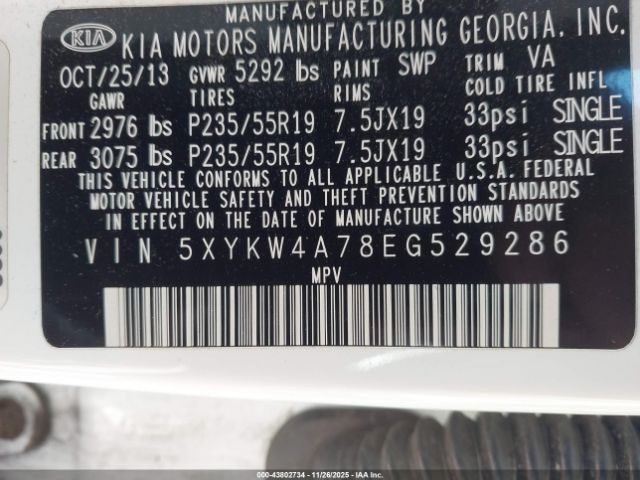 MANUFACTURED BY
KIA KIA MOTORS MANUFACTURING GEORGIA, INC.
OCT/25/13 GVWR 5292 lbs PAINT SWP TRIM VA
GAWR TIRES RIMS COLD TIRE INFL
FRONT 2976 lbs P235/55R19 7.5JX19 33psi SINGLE
REAR 3075 lbs P235/55R19 7.5JX19 33psi SINGLE
THIS VEHICLE CONFORMS TO ALL APPLICABLE U.S.A. FEDERAL
MOTOR VEHICLE SAFETY AND THEFT PREVENTION STANDARDS
IN EFFECT ON THE DATE OF MANUFACTURE SHOWN ABOVE
VIN 5XYKW4A78EG529286
MPV
000-43802734 | 11/26/2025 | IAA Inc.